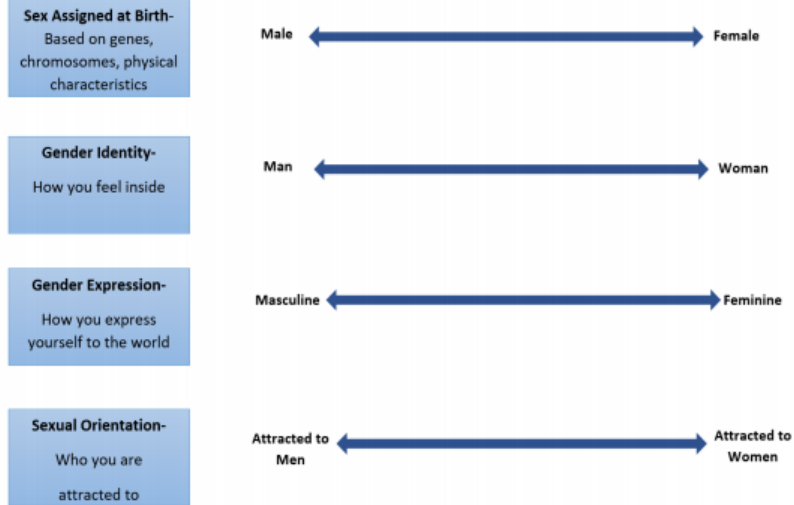 Sex Assigned at Birth-
Based on genes,
chromosomes, physical
characteristics
Male
Female
Gender Identity-
How you feel inside
Man
Woman
Gender Expression-
How you express
yourself to the world
Masculine
Feminine
Sexual Orientation-
Who you are
attracted to
Attracted to
Men
Attracted to
Women